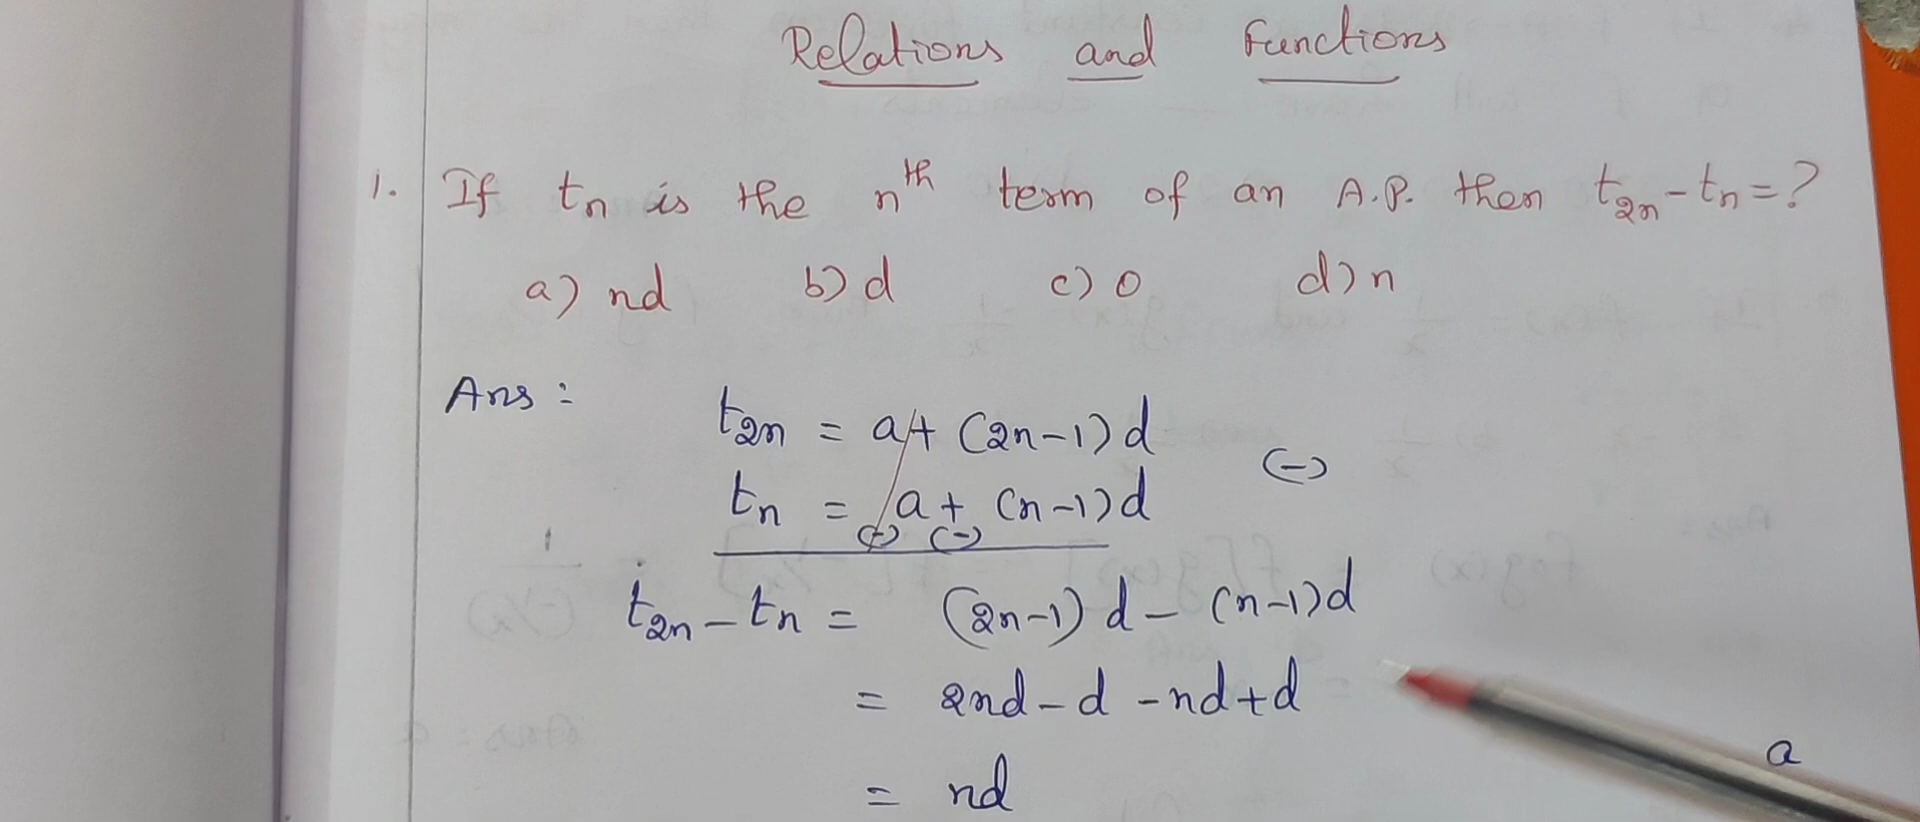 Relations and Functions
1. If tₙ is the nᵗʰ term of an A.P. then t₂ₙ - tₙ = ?
a) nd b) d c) 0 d) n
Ans :
t₂ₙ = a + (2n-1)d
(-)
tₙ = a + (n-1)d
(-) (-)
t₂ₙ - tₙ = (2n-1)d - (n-1)d
= 2nd - d - nd + d
= nd
a